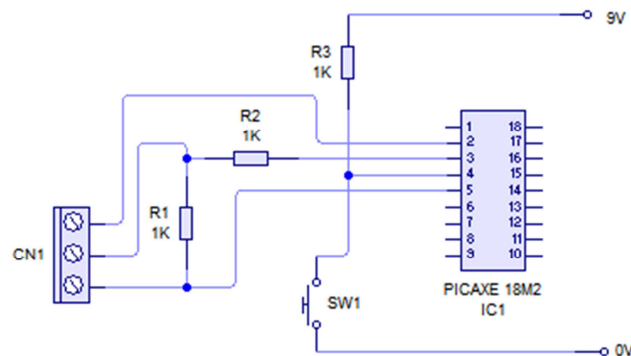 9V
R3
1K
R2
1K
1 18
2 17
3 16
4 15
5 14
6 13
7 12
8 11
9 10
R1
1K
CN1
SW1
PICAXE 18M2
IC1
0V